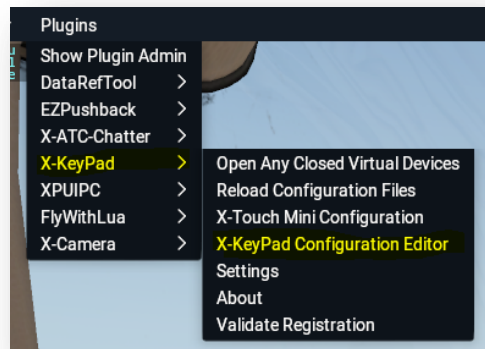 Plugins
Show Plugin Admin
DataRefTool >
EZPushback >
X-ATC-Chatter >
X-KeyPad >
XPUIPC >
FlyWithLua >
X-Camera >
Open Any Closed Virtual Devices
Reload Configuration Files
X-Touch Mini Configuration
X-KeyPad Configuration Editor
Settings
About
Validate Registration